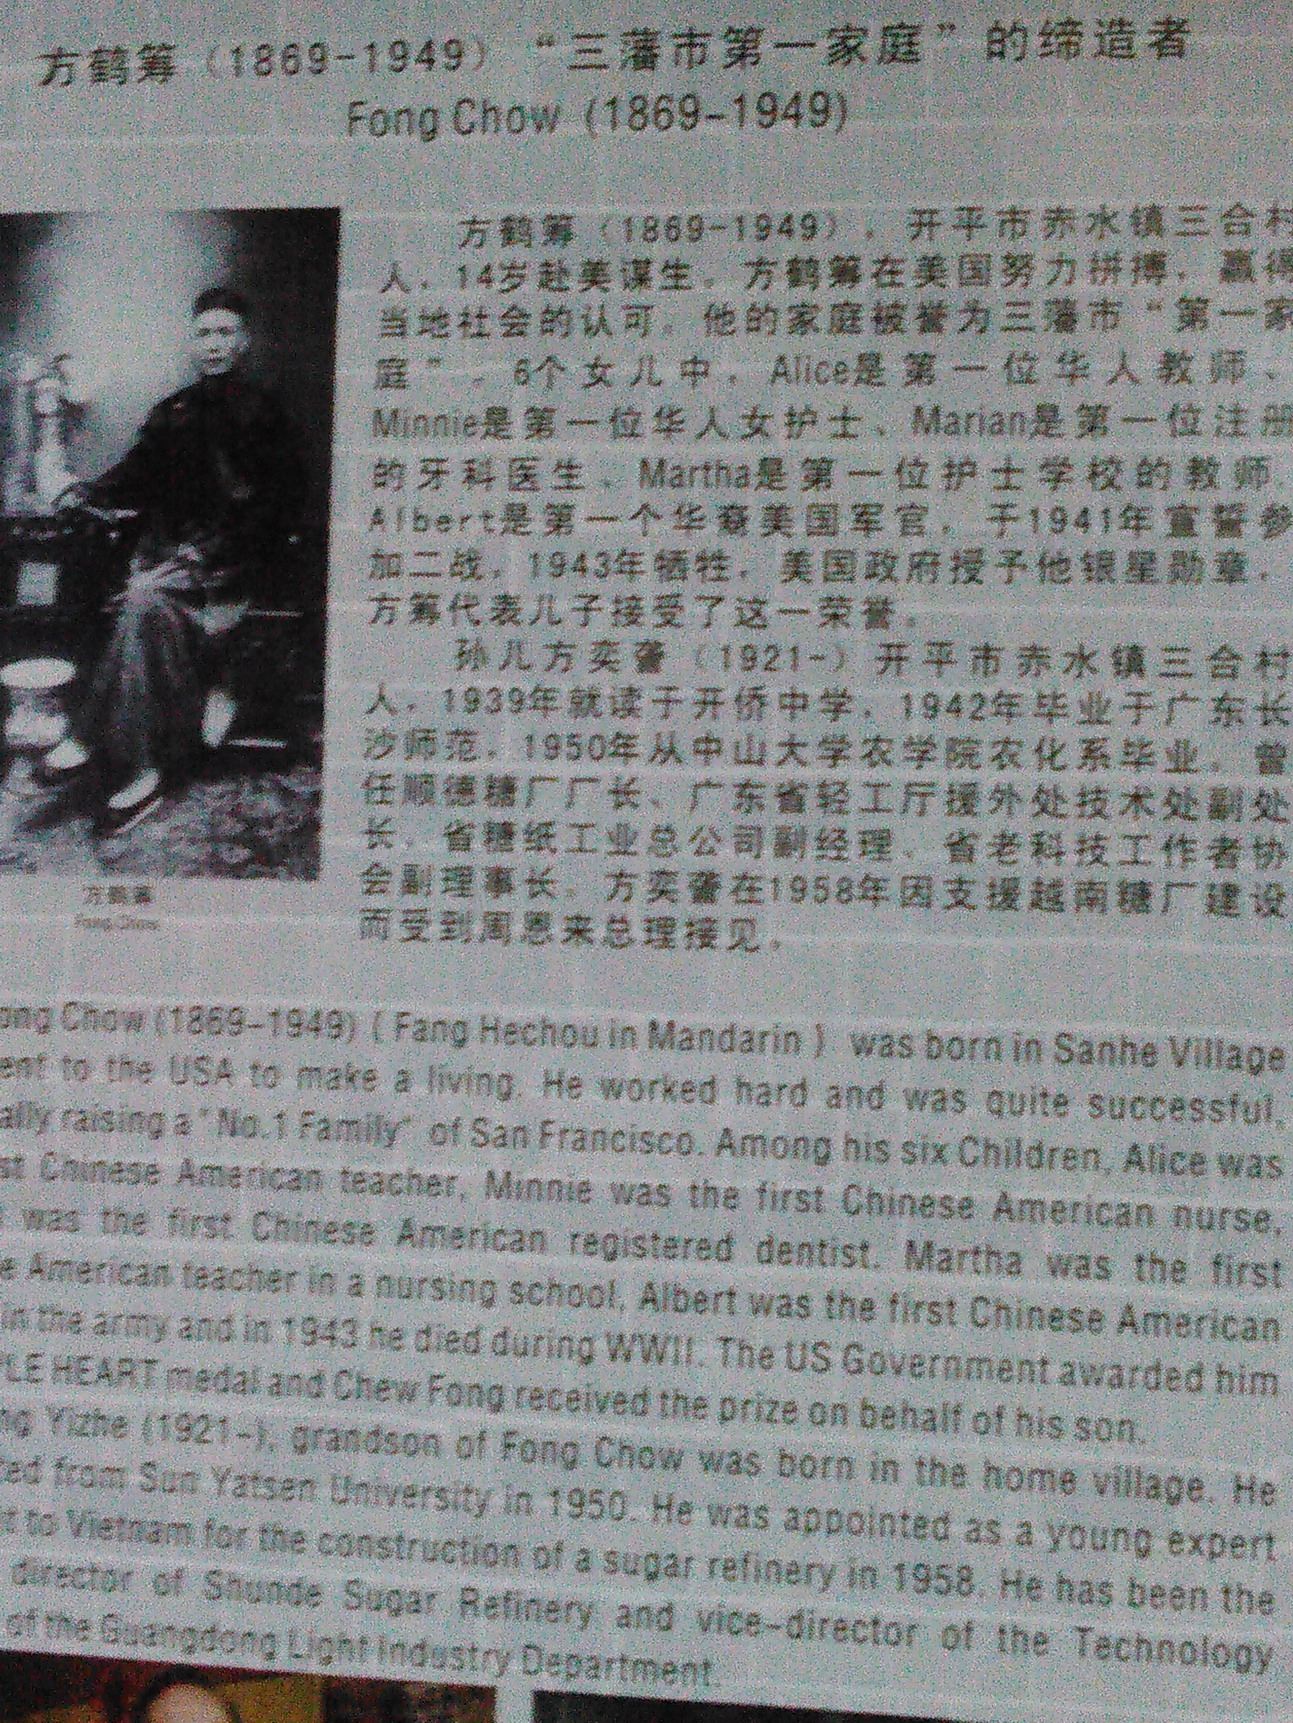 方鹤筹（1869-1949）“三藩市第一家庭”的缔造者
Fong Chow (1869-1949)
方鹤筹（1869-1949），开平市赤水镇三合村
人，14岁赴美谋生。方鹤筹在美国努力拼搏，赢得
当地社会的认可。他的家庭被誉为三藩市“第一家
庭”。6个女儿中，Alice是第一位华人教师、
Minnie是第一位华人女护士、Marian是第一位注册
的牙科医生、Martha是第一位护士学校的教师。
Albert是第一个华裔美国军官，于1941年宣誓参
加二战，1943年牺牲，美国政府授予他银星勋章，
方筹代表儿子接受了这一荣誉。
孙儿方奕蓍（1921-）开平市赤水镇三合村
人，1939年就读于开侨中学，1942年毕业于广东长
沙师范，1950年从中山大学农学院农化系毕业。曾
任顺德糖厂厂长、广东省轻工厅援外处技术处副处
长，省糖纸工业总公司副经理，省老科技工作者协
会副理事长。方奕蓍在1958年因支援越南糖厂建设
而受到周恩来总理接见。
方鹤筹
Fong Chow
ong Chow (1869-1949) ( Fang Hechou in Mandarin ) was born in Sanhe Village
ent to the USA to make a living. He worked hard and was quite successful,
ally raising a "No.1 Family" of San Francisco. Among his six Children, Alice was
st Chinese American teacher, Minnie was the first Chinese American nurse,
was the first Chinese American registered dentist. Martha was the first
e American teacher in a nursing school, Albert was the first Chinese American
in the army and in 1943 he died during WWII. The US Government awarded him
PLE HEART medal and Chew Fong received the prize on behalf of his son.
ng Yizhe (1921-), grandson of Fong Chow was born in the home village. He
ted from Sun Yatsen University in 1950. He was appointed as a young expert
t to Vietnam for the construction of a sugar refinery in 1958. He has been the
director of Shunde Sugar Refinery and vice-director of the Technology
of the Guangdong Light Industry Department.